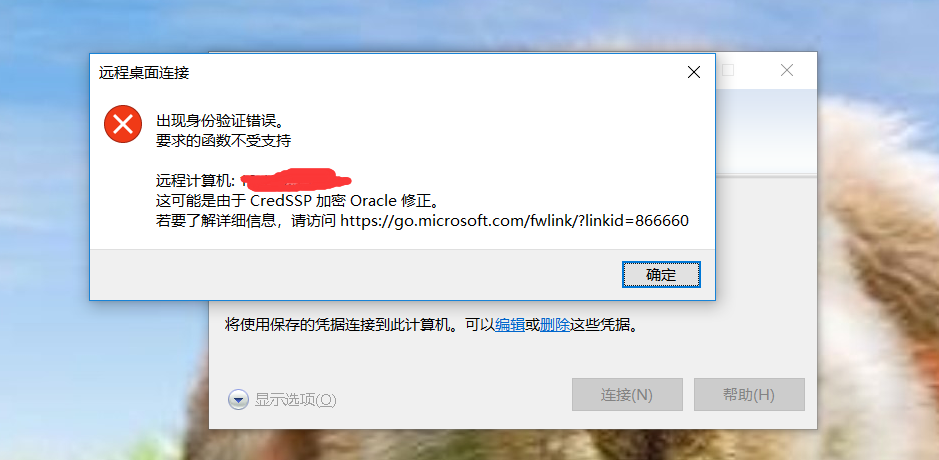 远程桌面连接
出现身份验证错误。
要求的函数不受支持
远程计算机:
这可能是由于 CredSSP 加密 Oracle 修正。
若要了解详细信息，请访问 https://go.microsoft.com/fwlink/?linkid=866660
确定
将使用保存的凭据连接到此计算机。可以编辑或删除这些凭据。
显示选项(O)
连接(N)
帮助(H)